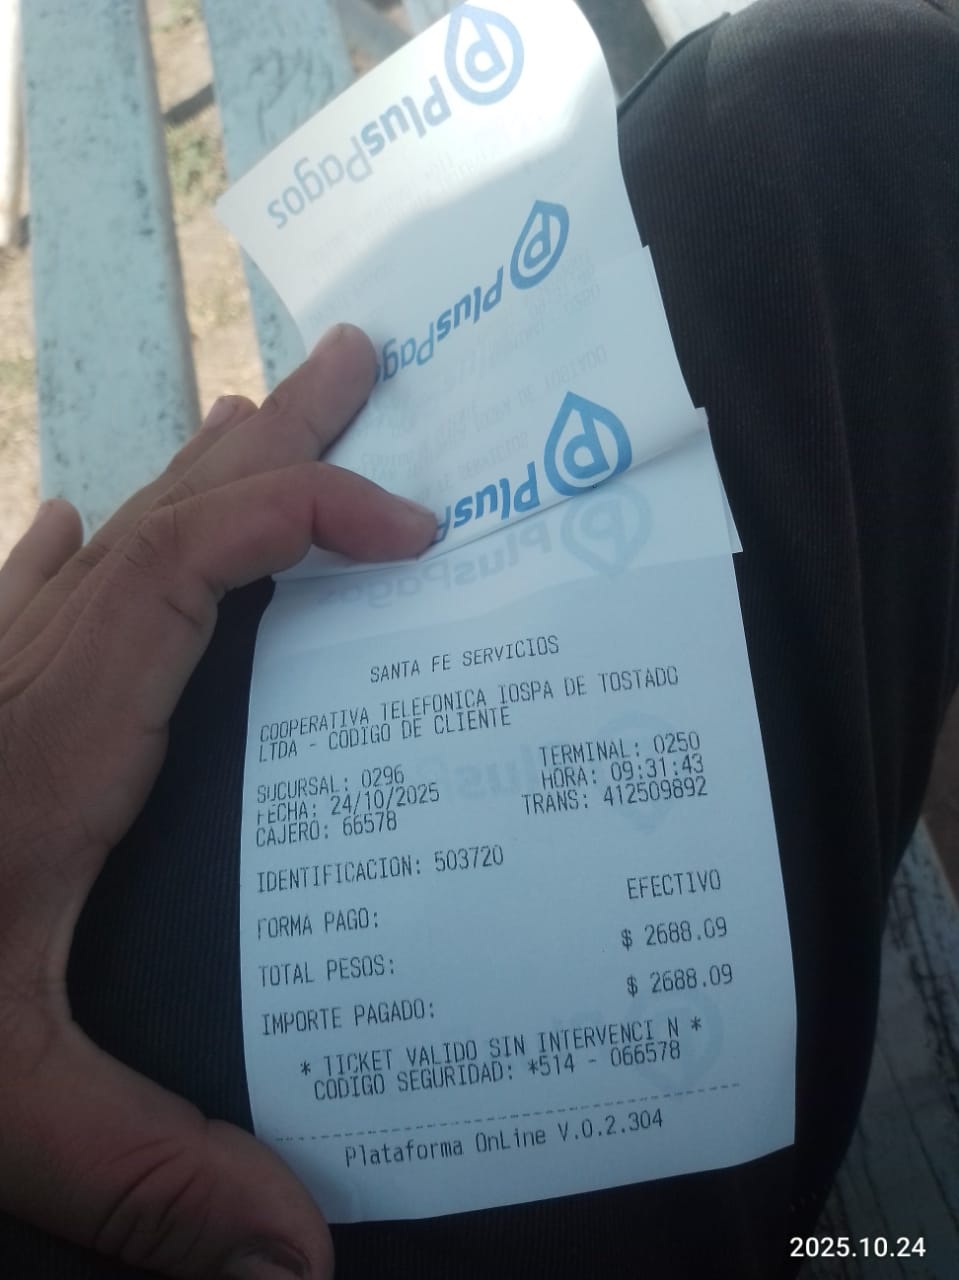 PlusPagos
PlusPag
PlusP
PlusPagos
SANTA FE SERVICIOS
COOPERATIVA TELEFONICA IOSPA DE TOSTADO
LTDA - CODIGO DE CLIENTE
SUCURSAL: 0296 TERMINAL: 0250
FECHA: 24/10/2025 HORA: 09:31:43
CAJERO: 66578 TRANS: 412509892
IDENTIFICACION: 503720
FORMA PAGO: EFECTIVO
TOTAL PESOS: $ 2688.09
IMPORTE PAGADO: $ 2688.09
* TICKET VALIDO SIN INTERVENCI N *
CODIGO SEGURIDAD: *514 - 066578
Plataforma OnLine V.0.2.304
2025.10.24